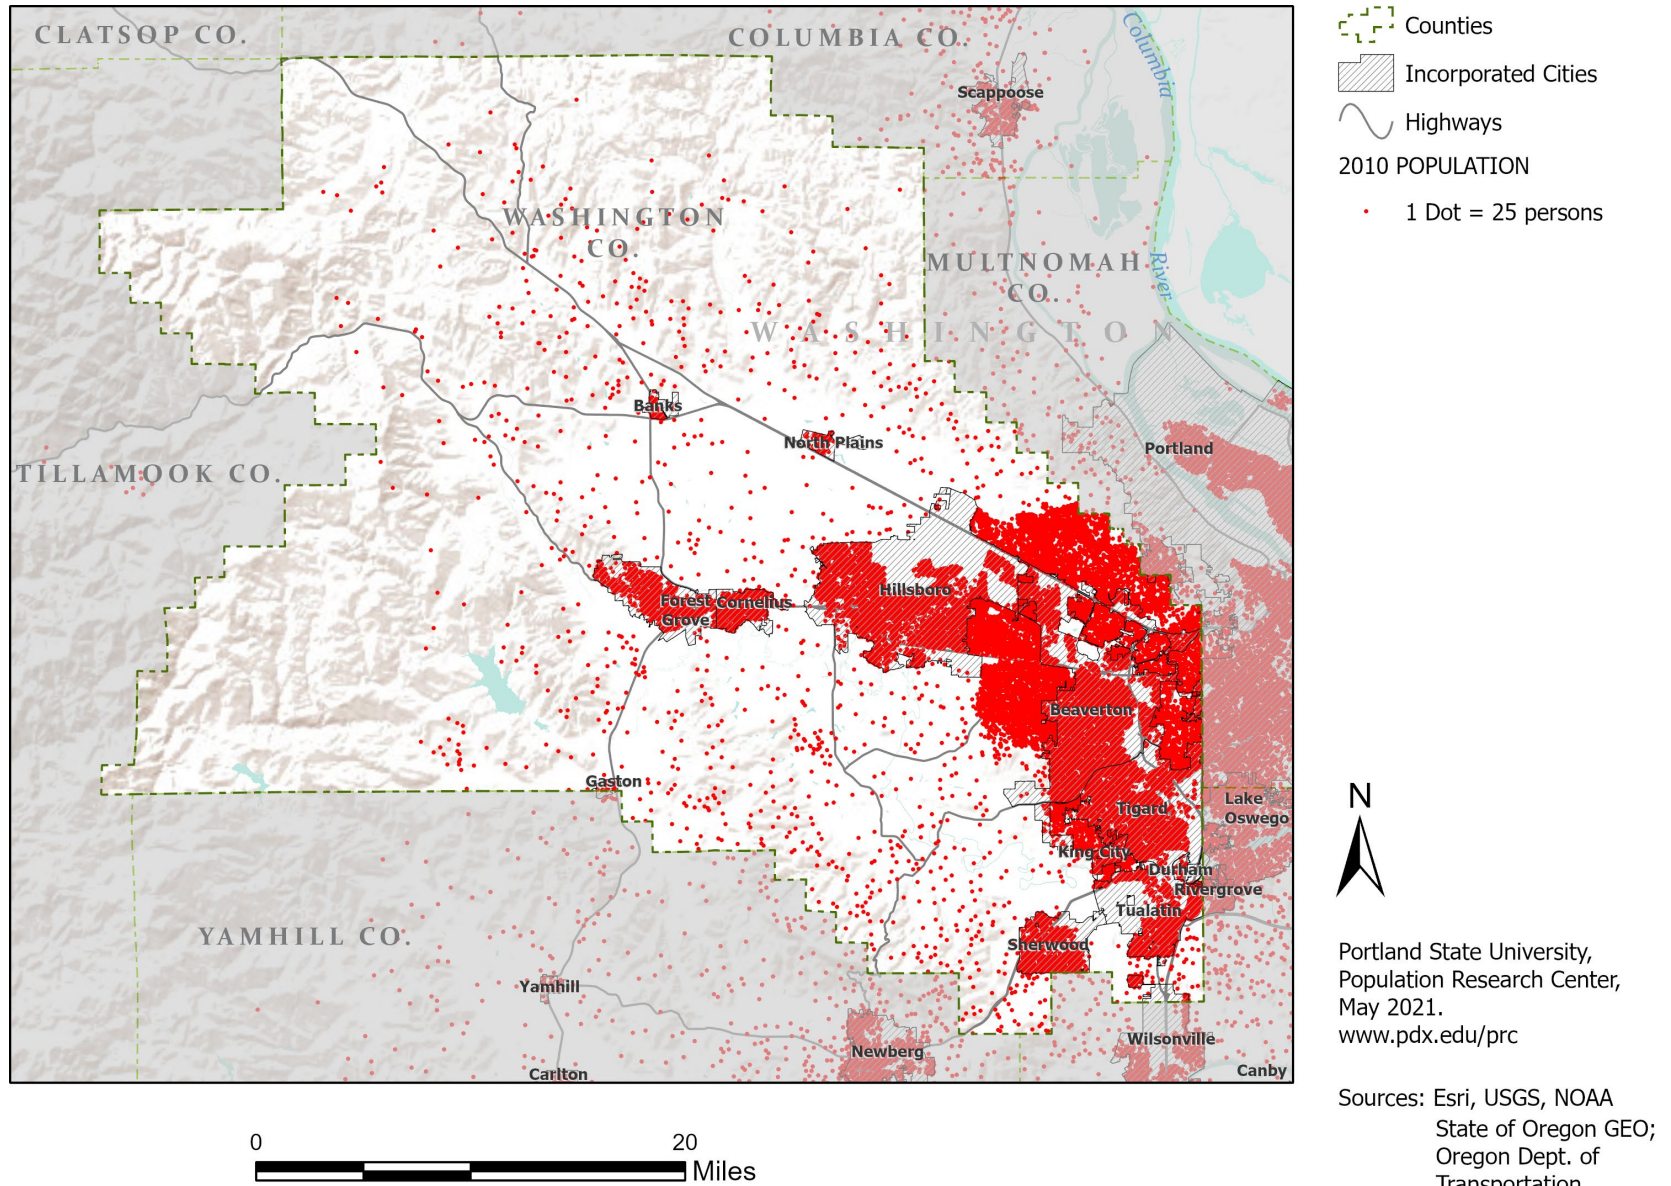 CLATSOP CO.
COLUMBIA CO.
Columbia
River
Scappoose
WASHINGTON
CO.
MULTNOMAH
CO.
WASHINGTON
Banks
North Plains
Portland
TILLAMOOK CO.
Hillsboro
Forest
Grove
Cornelius
Beaverton
Gaston
Tigard
Lake
Oswego
King City
Durham
Rivergrove
Tualatin
Sherwood
YAMHILL CO.
Yamhill
Wilsonville
Newberg
Carlton
Canby
0 20
Miles
Counties
Incorporated Cities
Highways
2010 POPULATION
1 Dot = 25 persons
N
Portland State University,
Population Research Center,
May 2021.
www.pdx.edu/prc
Sources: Esri, USGS, NOAA
State of Oregon GEO;
Oregon Dept. of
Transportation